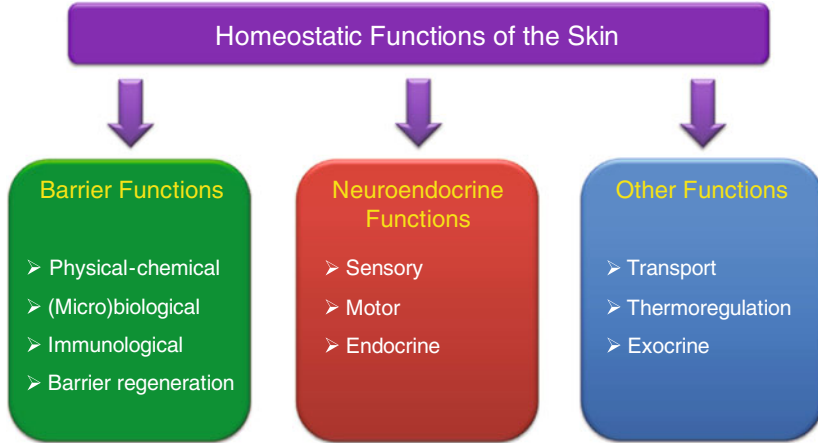 Homeostatic Functions of the Skin
Barrier Functions
➢ Physical-chemical
➢ (Micro)biological
➢ Immunological
➢ Barrier regeneration
Neuroendocrine
Functions
➢ Sensory
➢ Motor
➢ Endocrine
Other Functions
➢ Transport
➢ Thermoregulation
➢ Exocrine